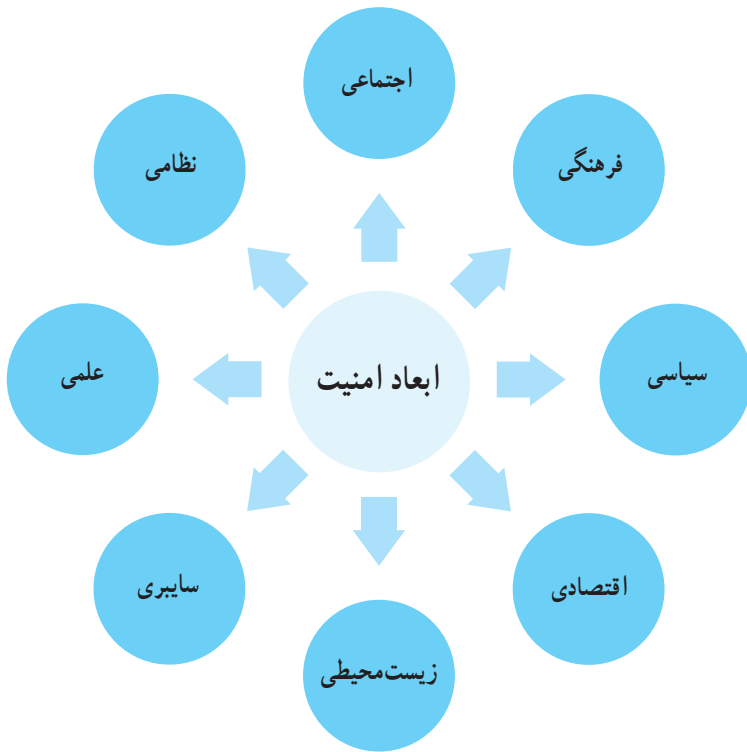 اجتماعی
فرهنگی
نظامی
سیاسی
ابعاد امنیت
علمی
اقتصادی
سایبری
زیست‌محیطی